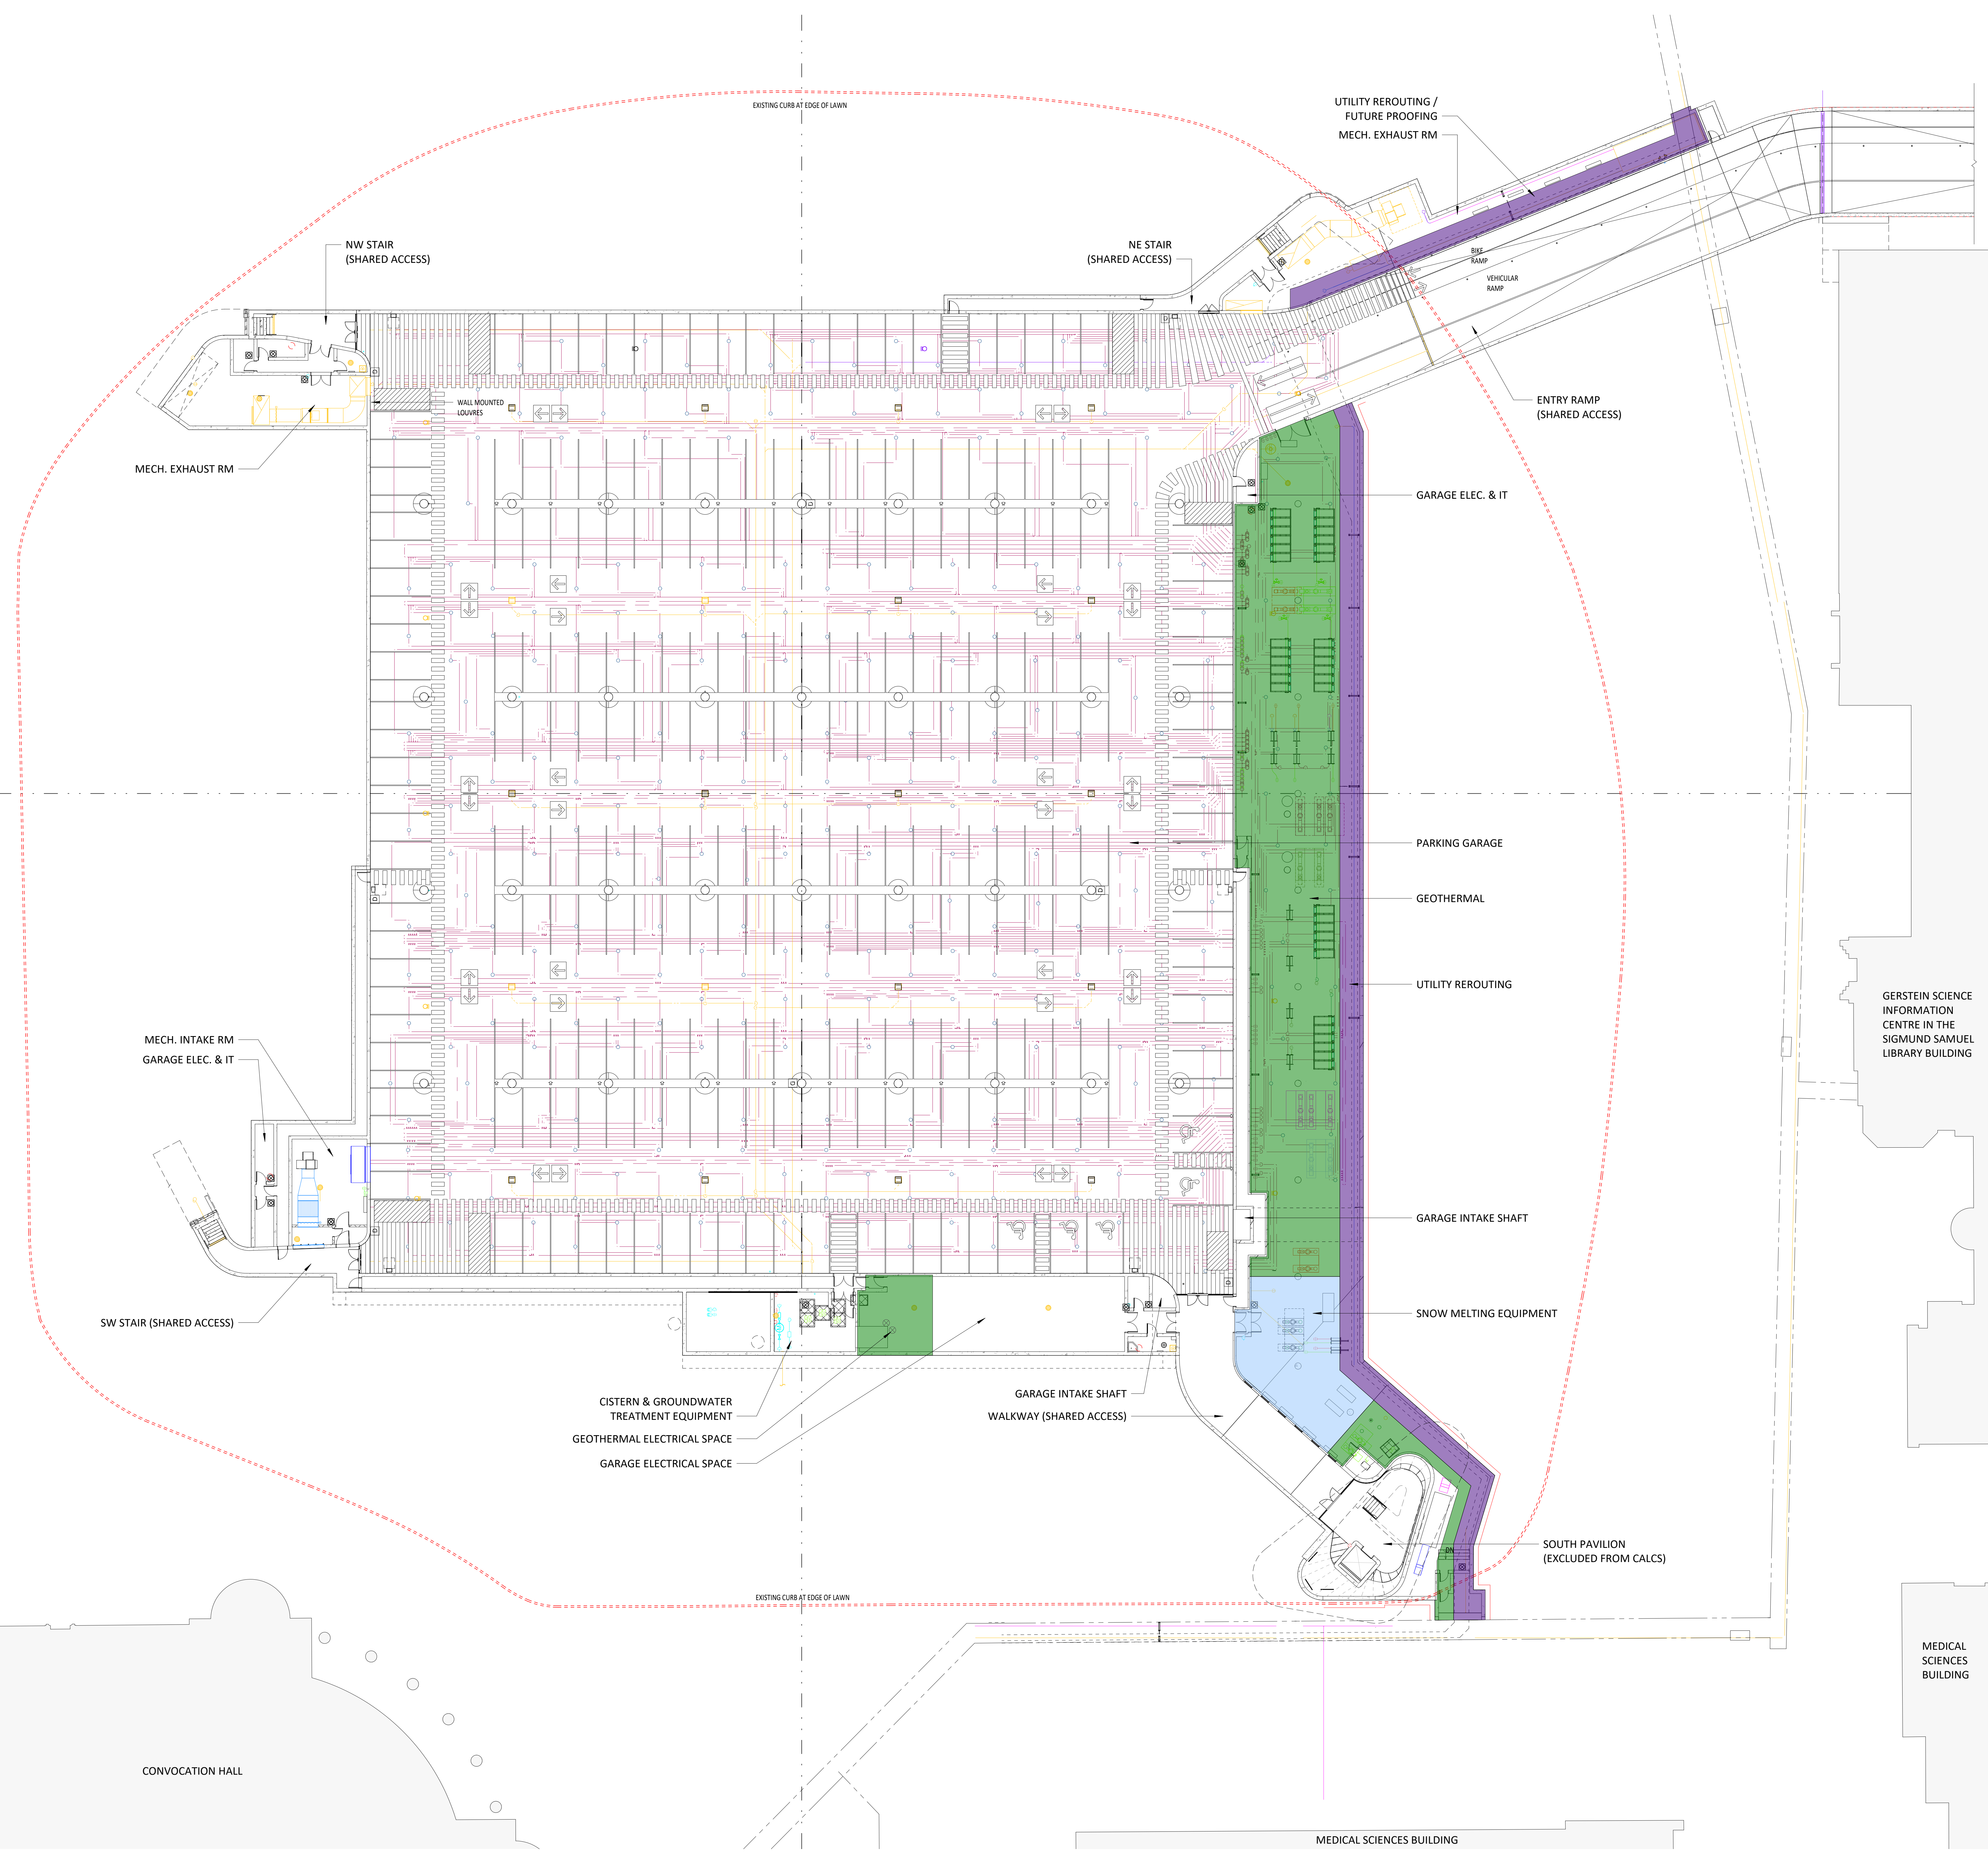 EXISTING CURB AT EDGE OF LAWN
UTILITY REROUTING /
FUTURE PROOFING
MECH. EXHAUST RM
NW STAIR
(SHARED ACCESS)
NE STAIR
(SHARED ACCESS)
BIKE
RAMP
VEHICULAR
RAMP
WALL MOUNTED
LOUVRES
ENTRY RAMP
(SHARED ACCESS)
MECH. EXHAUST RM
GARAGE ELEC. & IT
PARKING GARAGE
GEOTHERMAL
UTILITY REROUTING
GERSTEIN SCIENCE
INFORMATION
CENTRE IN THE
SIGMUND SAMUEL
LIBRARY BUILDING
MECH. INTAKE RM
GARAGE ELEC. & IT
GARAGE INTAKE SHAFT
SNOW MELTING EQUIPMENT
SW STAIR (SHARED ACCESS)
CISTERN & GROUNDWATER
TREATMENT EQUIPMENT
GEOTHERMAL ELECTRICAL SPACE
GARAGE ELECTRICAL SPACE
GARAGE INTAKE SHAFT
WALKWAY (SHARED ACCESS)
SOUTH PAVILION
(EXCLUDED FROM CALCS)
DN
EXISTING CURB AT EDGE OF LAWN
MEDICAL
SCIENCES
BUILDING
CONVOCATION HALL
MEDICAL SCIENCES BUILDING